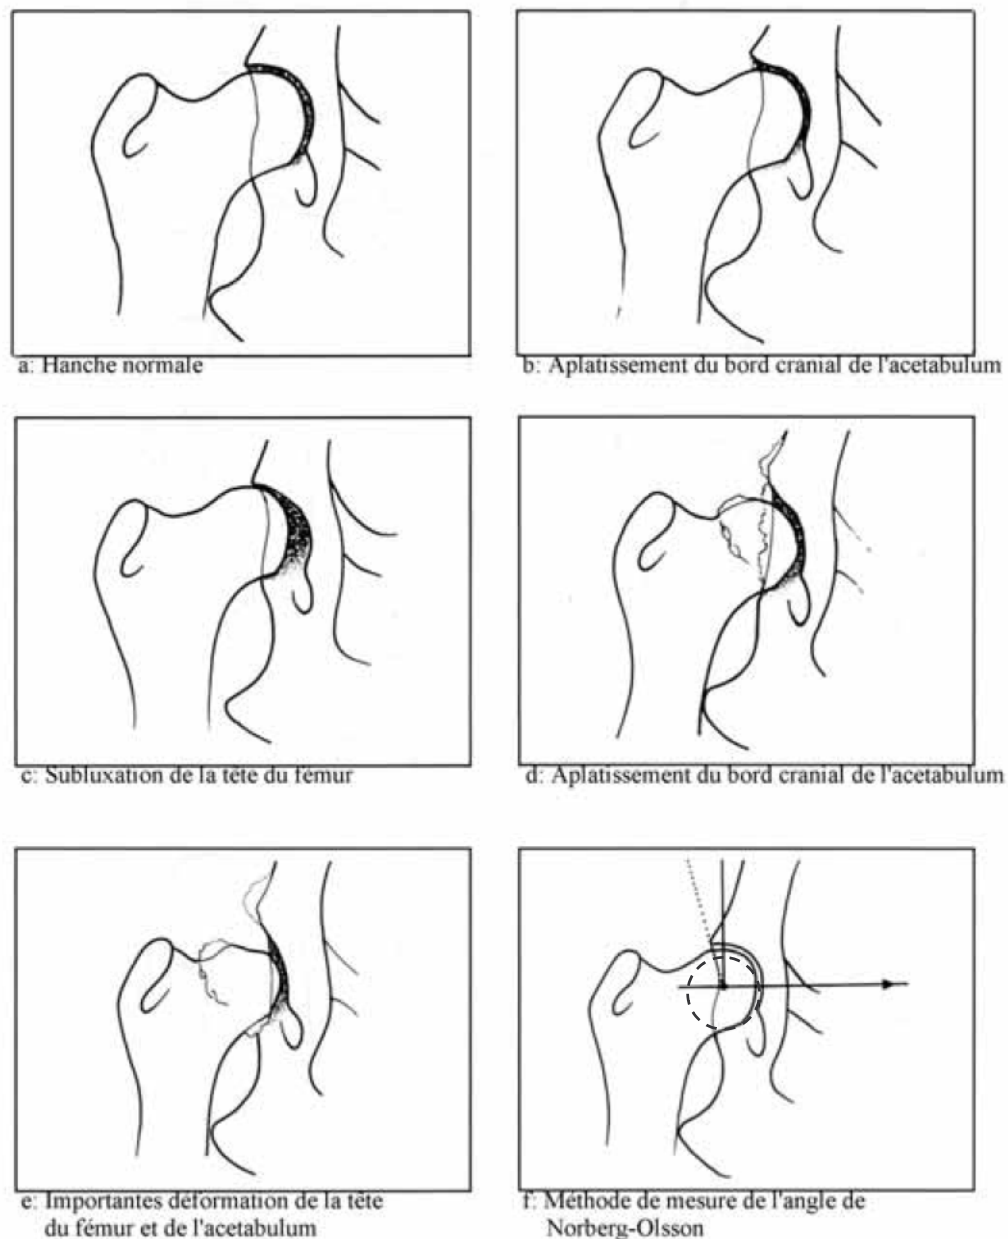 a: Hanche normale
b: Aplatissement du bord cranial de l'acetabulum
c: Subluxation de la tête du fémur
d: Aplatissement du bord cranial de l'acetabulum
e: Importantes déformation de la tête
du fémur et de l'acetabulum
f: Méthode de mesure de l'angle de
Norberg-Olsson